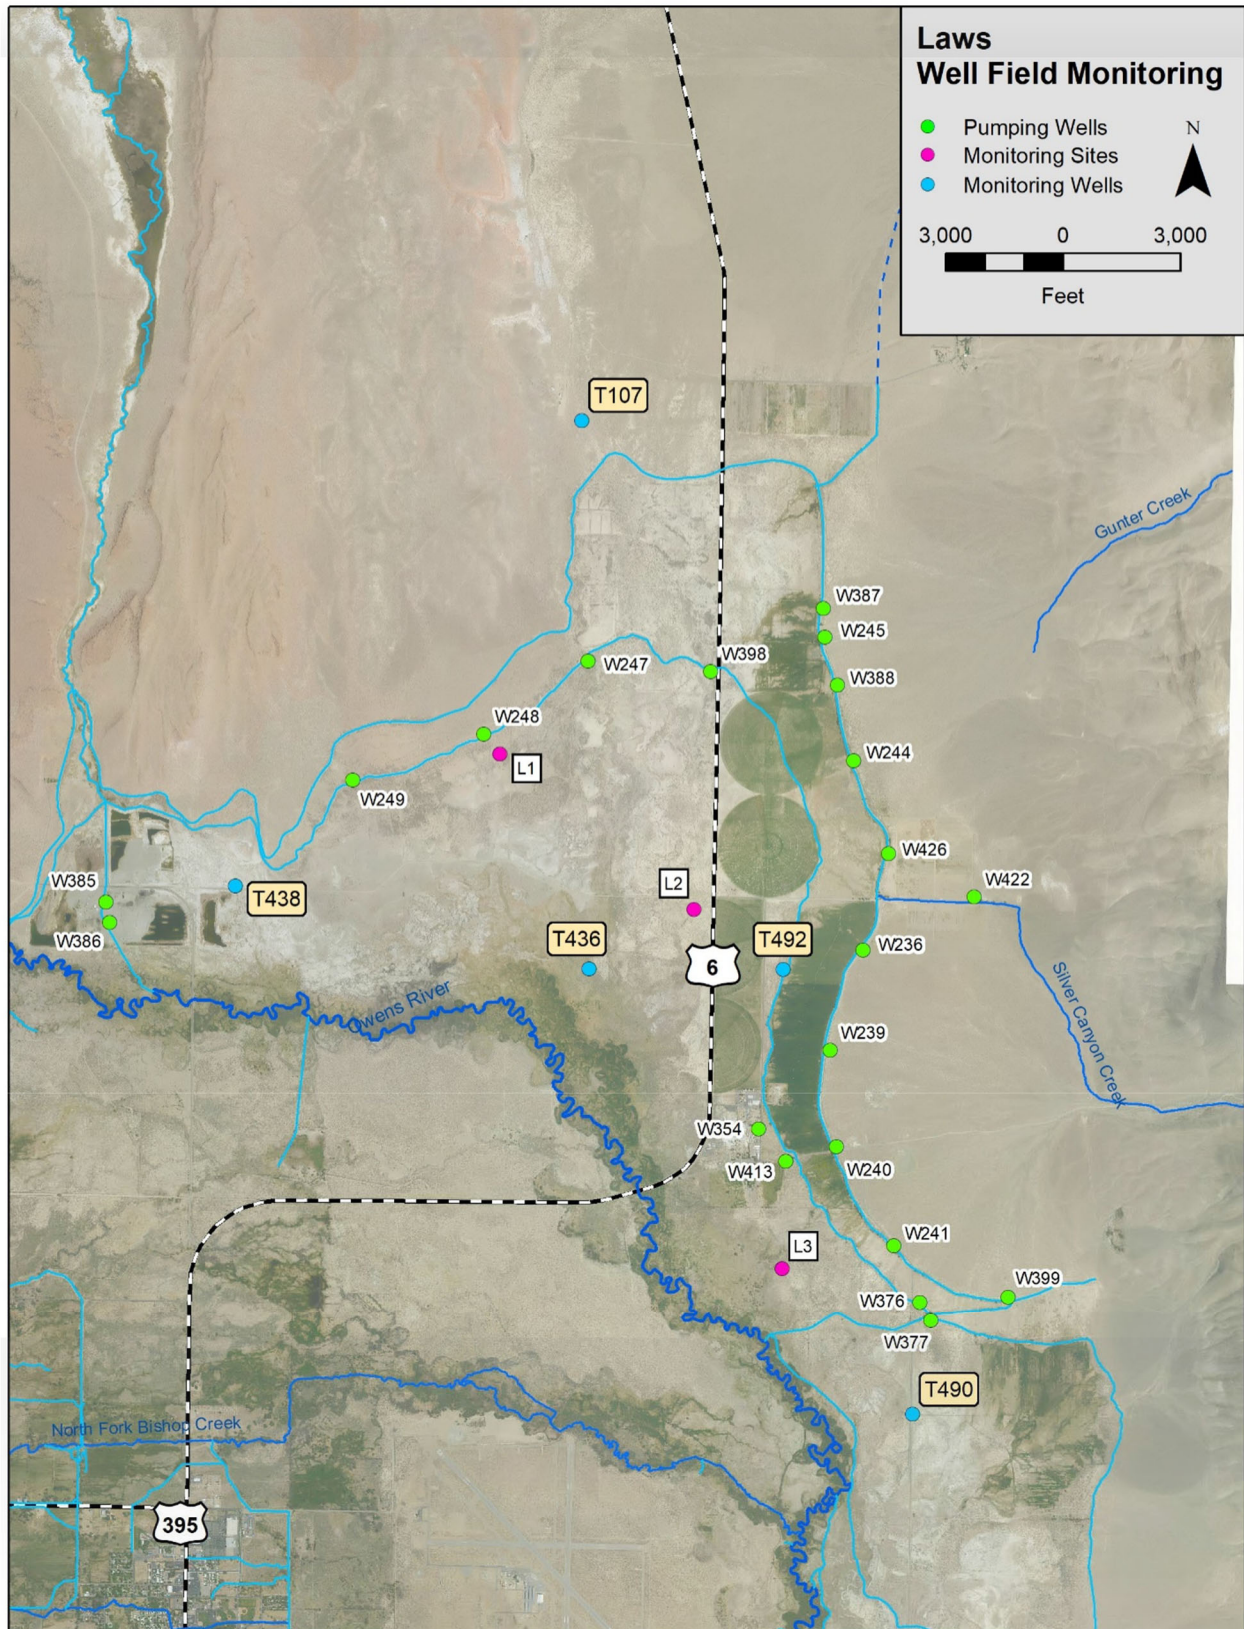 Laws
Well Field Monitoring
Pumping Wells
Monitoring Sites
Monitoring Wells
N
3,000 0 3,000
Feet
T107
Gunter Creek
W387
W245
W247
W398
W388
W248
W244
L1
W249
W426
W385
T438
L2
W422
W386
T436
T492
W236
6
Owens River
Silver Canyon Creek
W239
W354
W413
W240
W241
L3
W399
W376
W377
T490
North Fork Bishop Creek
395